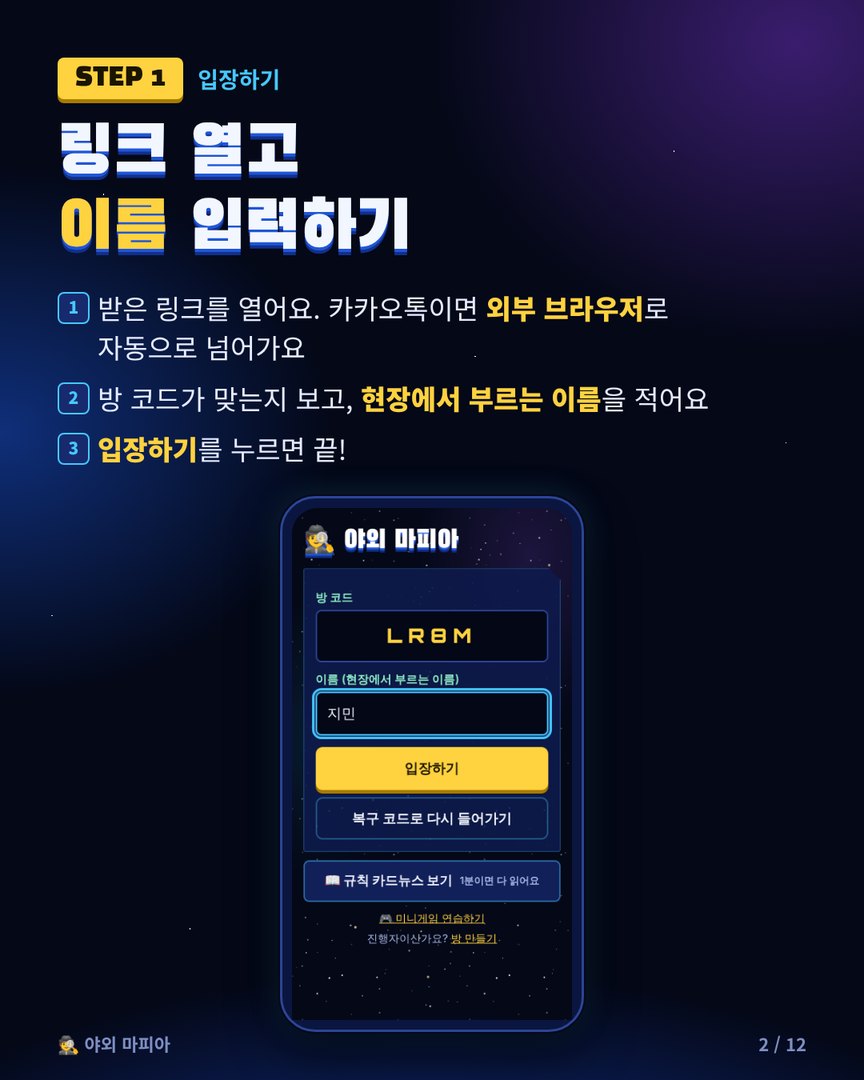 STEP 1 입장하기
링크 열고
이름 입력하기
1 받은 링크를 열어요. 카카오톡이면 외부 브라우저로
자동으로 넘어가요
2 방 코드가 맞는지 보고, 현장에서 부르는 이름을 적어요
3 입장하기를 누르면 끝!
야외 마피아
방 코드
LR8M
이름 (현장에서 부르는 이름)
지민
입장하기
복구 코드로 다시 들어가기
규칙 카드뉴스 보기 1분이면 다 읽어요
미니게임 연습하기
진행자이산가요? 방 만들기
야외 마피아
2 / 12